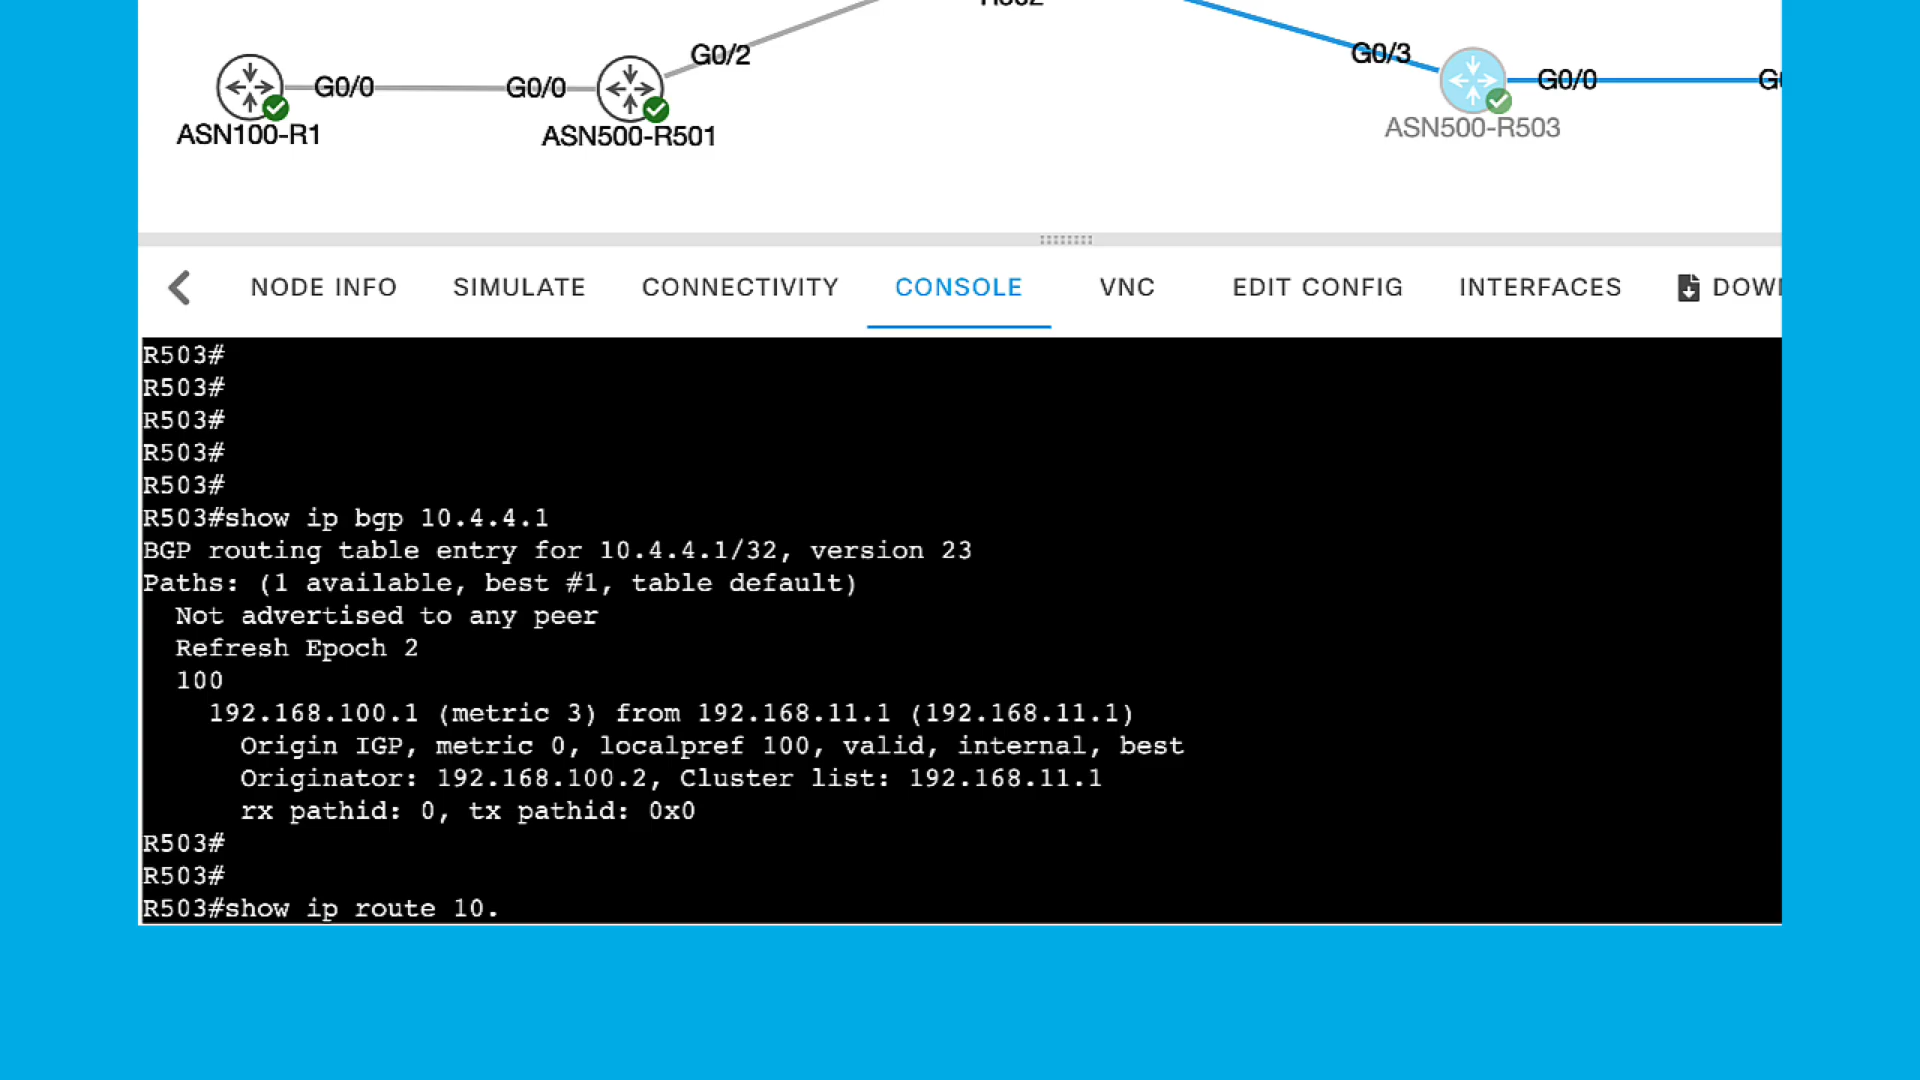 G0/2
G0/3
G0/0
G0/0
G0/0
ASN100-R1
ASN500-R501
ASN500-R503
NODE INFO
SIMULATE
CONNECTIVITY
CONSOLE
VNC
EDIT CONFIG
INTERFACES
R503#
R503#
R503#
R503#
R503#
R503#show ip bgp 10.4.4.1
BGP routing table entry for 10.4.4.1/32, version 23
Paths: (1 available, best #1, table default)
  Not advertised to any peer
  Refresh Epoch 2
  100
    192.168.100.1 (metric 3) from 192.168.11.1 (192.168.11.1)
      Origin IGP, metric 0, localpref 100, valid, internal, best
      Originator: 192.168.100.2, Cluster list: 192.168.11.1
      rx pathid: 0, tx pathid: 0x0
R503#
R503#
R503#show ip route 10.